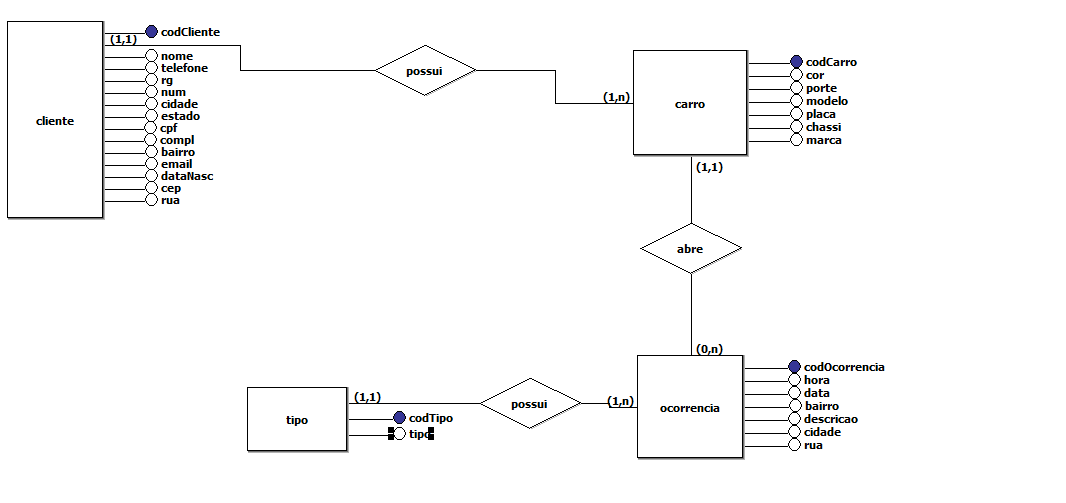 codCliente
(1,1)
nome
telefone
rg
num
cidade
estado
cpf
compl
bairro
email
dataNasc
cep
rua
cliente
possui
(1,n)
carro
codCarro
cor
porte
modelo
placa
chassi
marca
(1,1)
abre
(0,n)
ocorrencia
codOcorrencia
hora
data
bairro
descricao
cidade
rua
(1,n)
possui
(1,1)
tipo
codTipo
tipo